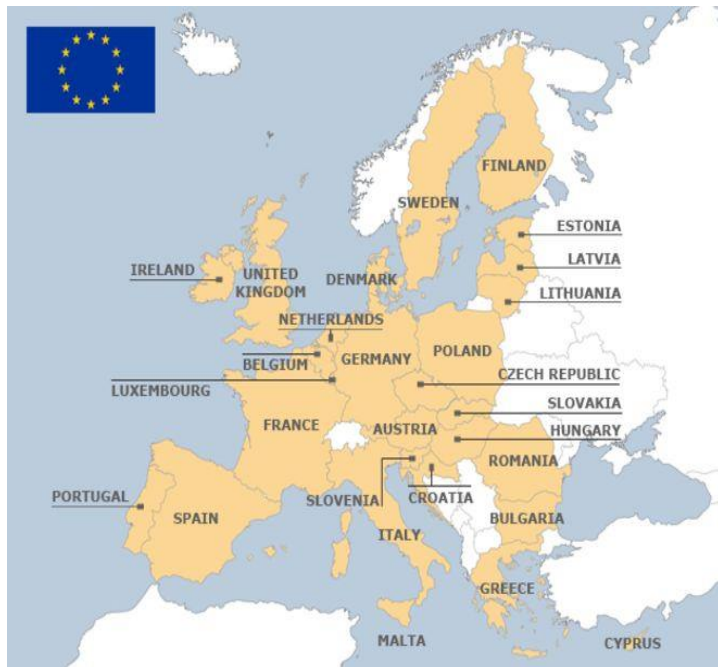 FINLAND
SWEDEN
ESTONIA
LATVIA
LITHUANIA
IRELAND
UNITED
KINGDOM
DENMARK
NETHERLANDS
BELGIUM
GERMANY
POLAND
LUXEMBOURG
CZECH REPUBLIC
SLOVAKIA
FRANCE
AUSTRIA
HUNGARY
ROMANIA
PORTUGAL
SPAIN
SLOVENIA
CROATIA
BULGARIA
ITALY
GREECE
MALTA
CYPRUS